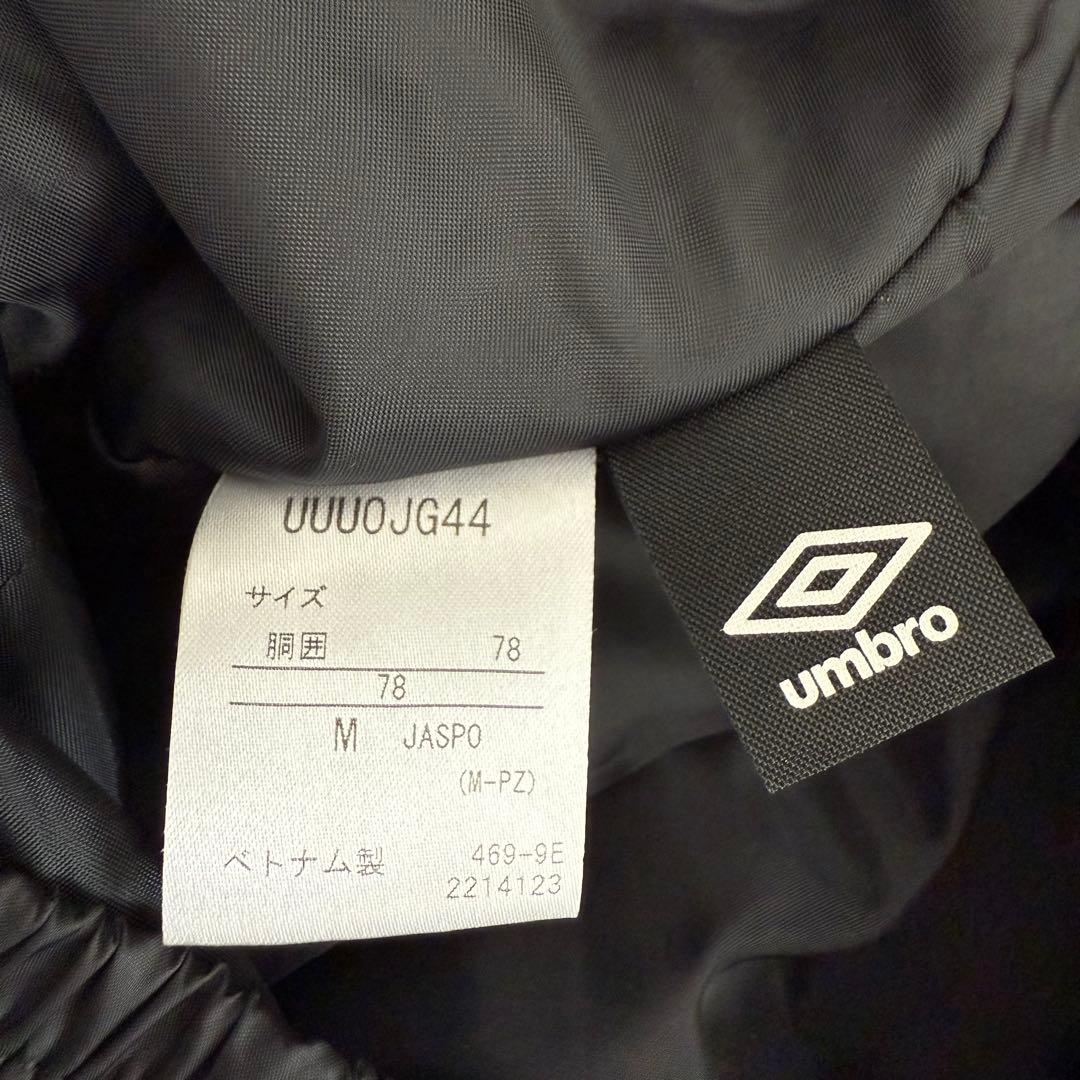 UUUOJG44
サイズ
胴囲 78
78
M JASPO
(M-PZ)
ベトナム製 469-9E
2214123
umbro